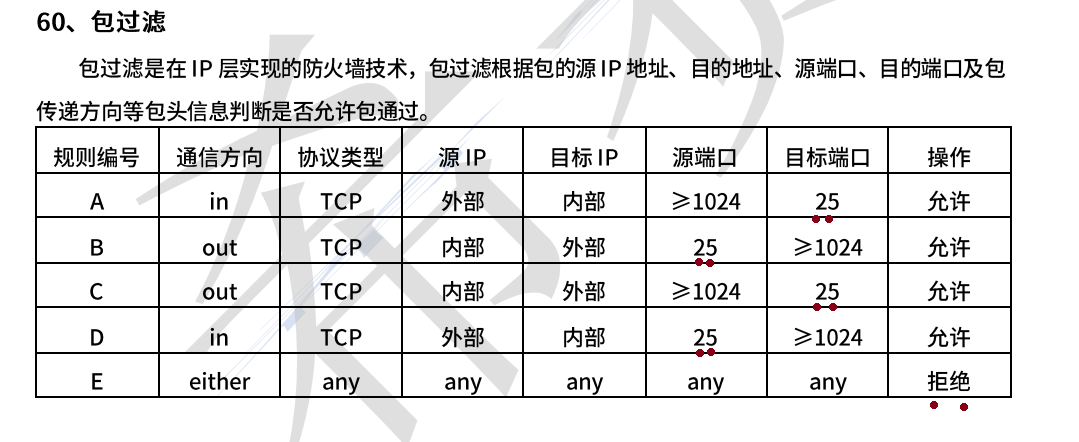 60、包过滤
包过滤是在 IP 层实现的防火墙技术，包过滤根据包的源 IP 地址、目的地址、源端口、目的端口及包
传递方向等包头信息判断是否允许包通过。
规则编号 通信方向 协议类型 源 IP 目标 IP 源端口 目标端口 操作
A in TCP 外部 内部 ≥1024 25 允许
B out TCP 内部 外部 25 ≥1024 允许
C out TCP 内部 外部 ≥1024 25 允许
D in TCP 外部 内部 25 ≥1024 允许
E either any any any any any 拒绝